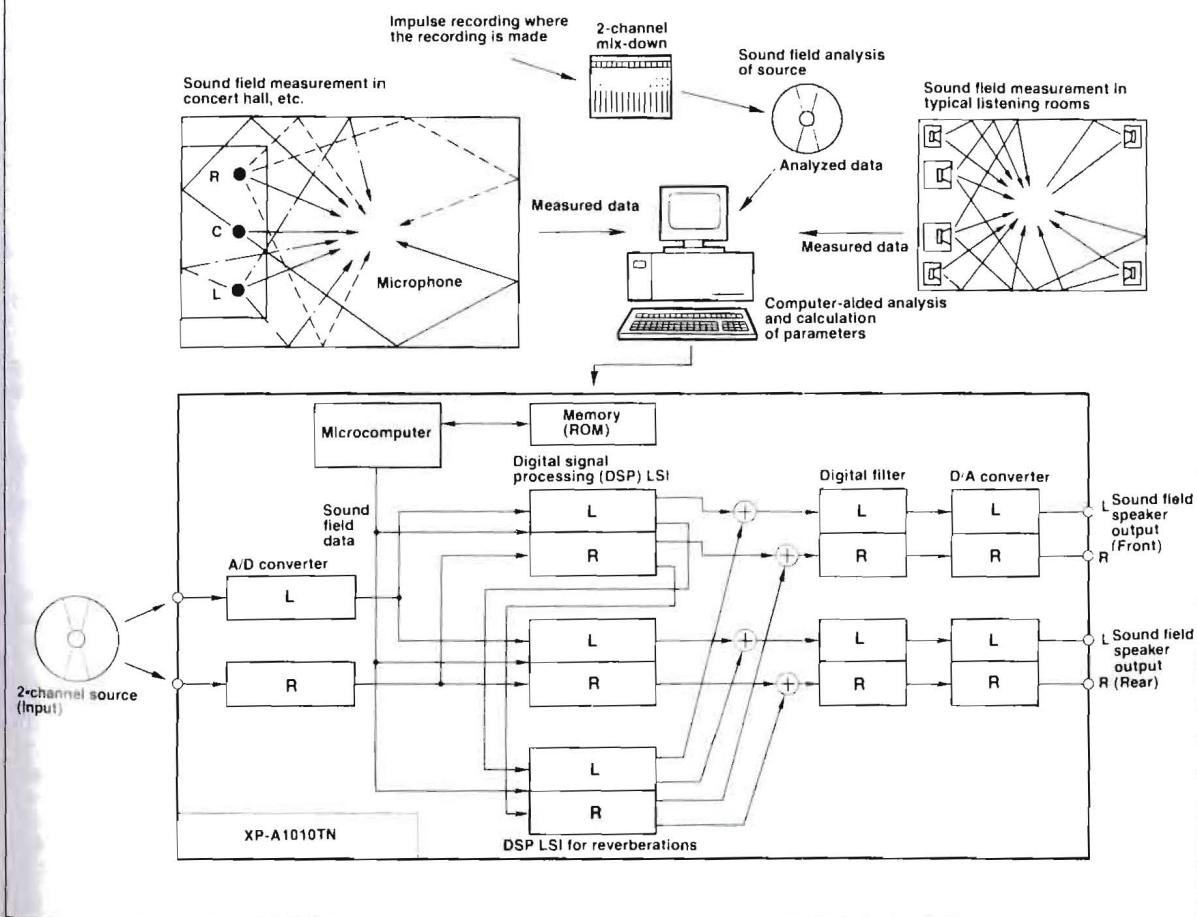 Impulse recording where
the recording is made
2-channel
mix-down
Sound field analysis
of source
Sound field measurement in
concert hall, etc.
Sound field measurement in
typical listening rooms
R
C
L
Microphone
Measured data
Analyzed data
Measured data
Computer-aided analysis
and calculation
of parameters
Microcomputer
Memory
(ROM)
Digital signal
processing (DSP) LSI
Digital filter
D/A converter
Sound
field
data
A/D converter
L
R
L
R
L
R
L
R
L
R
L
R
L
R
L
R
L Sound field
speaker
output
(Front)
R
L Sound field
speaker
output
R (Rear)
2-channel source
(Input)
XP-A1010TN
DSP LSI for reverberations